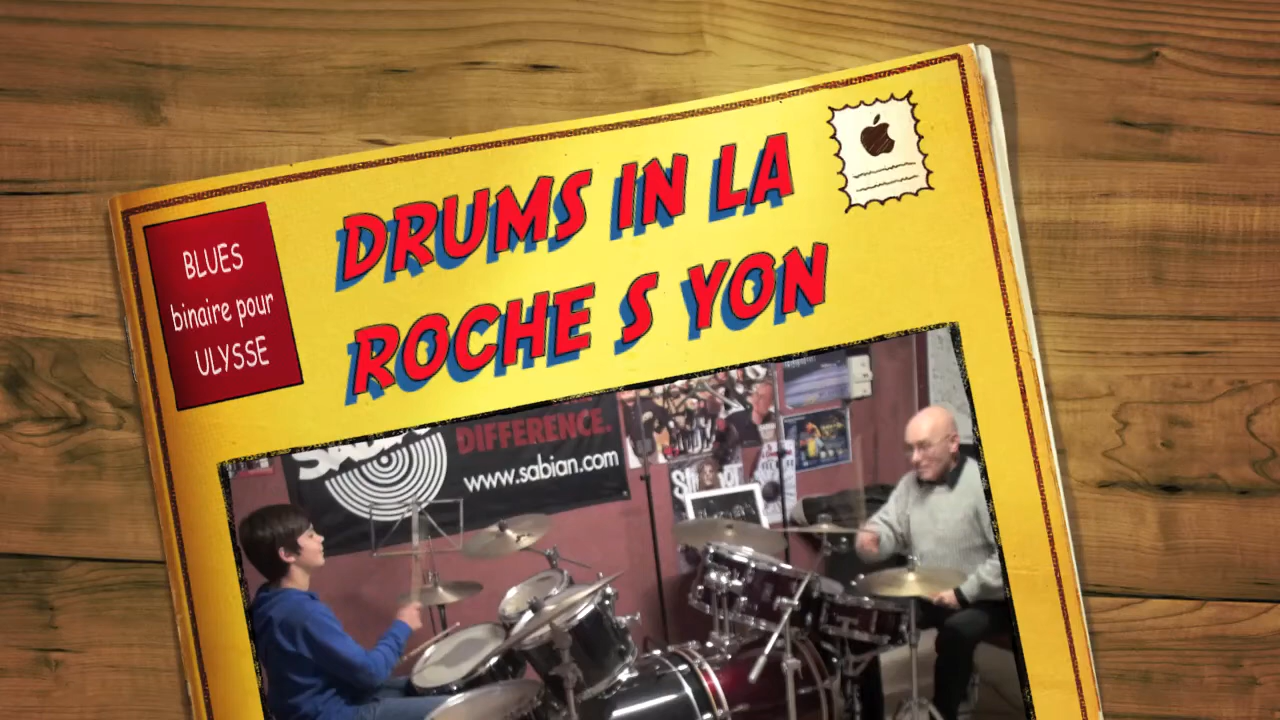 BLUES
binaire pour
ULYSSE
DRUMS IN LA
ROCHE S YON
DIFFERENCE.
www.sabian.com